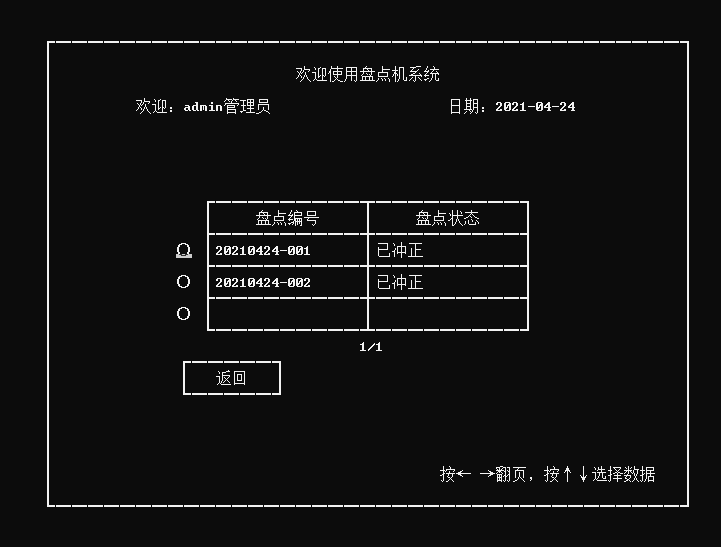 欢迎使用盘点机系统
欢迎：admin管理员 日期：2021-04-24
盘点编号 盘点状态
20210424-001 已冲正
20210424-002 已冲正
1/1
返回
按← →翻页，按↑↓选择数据